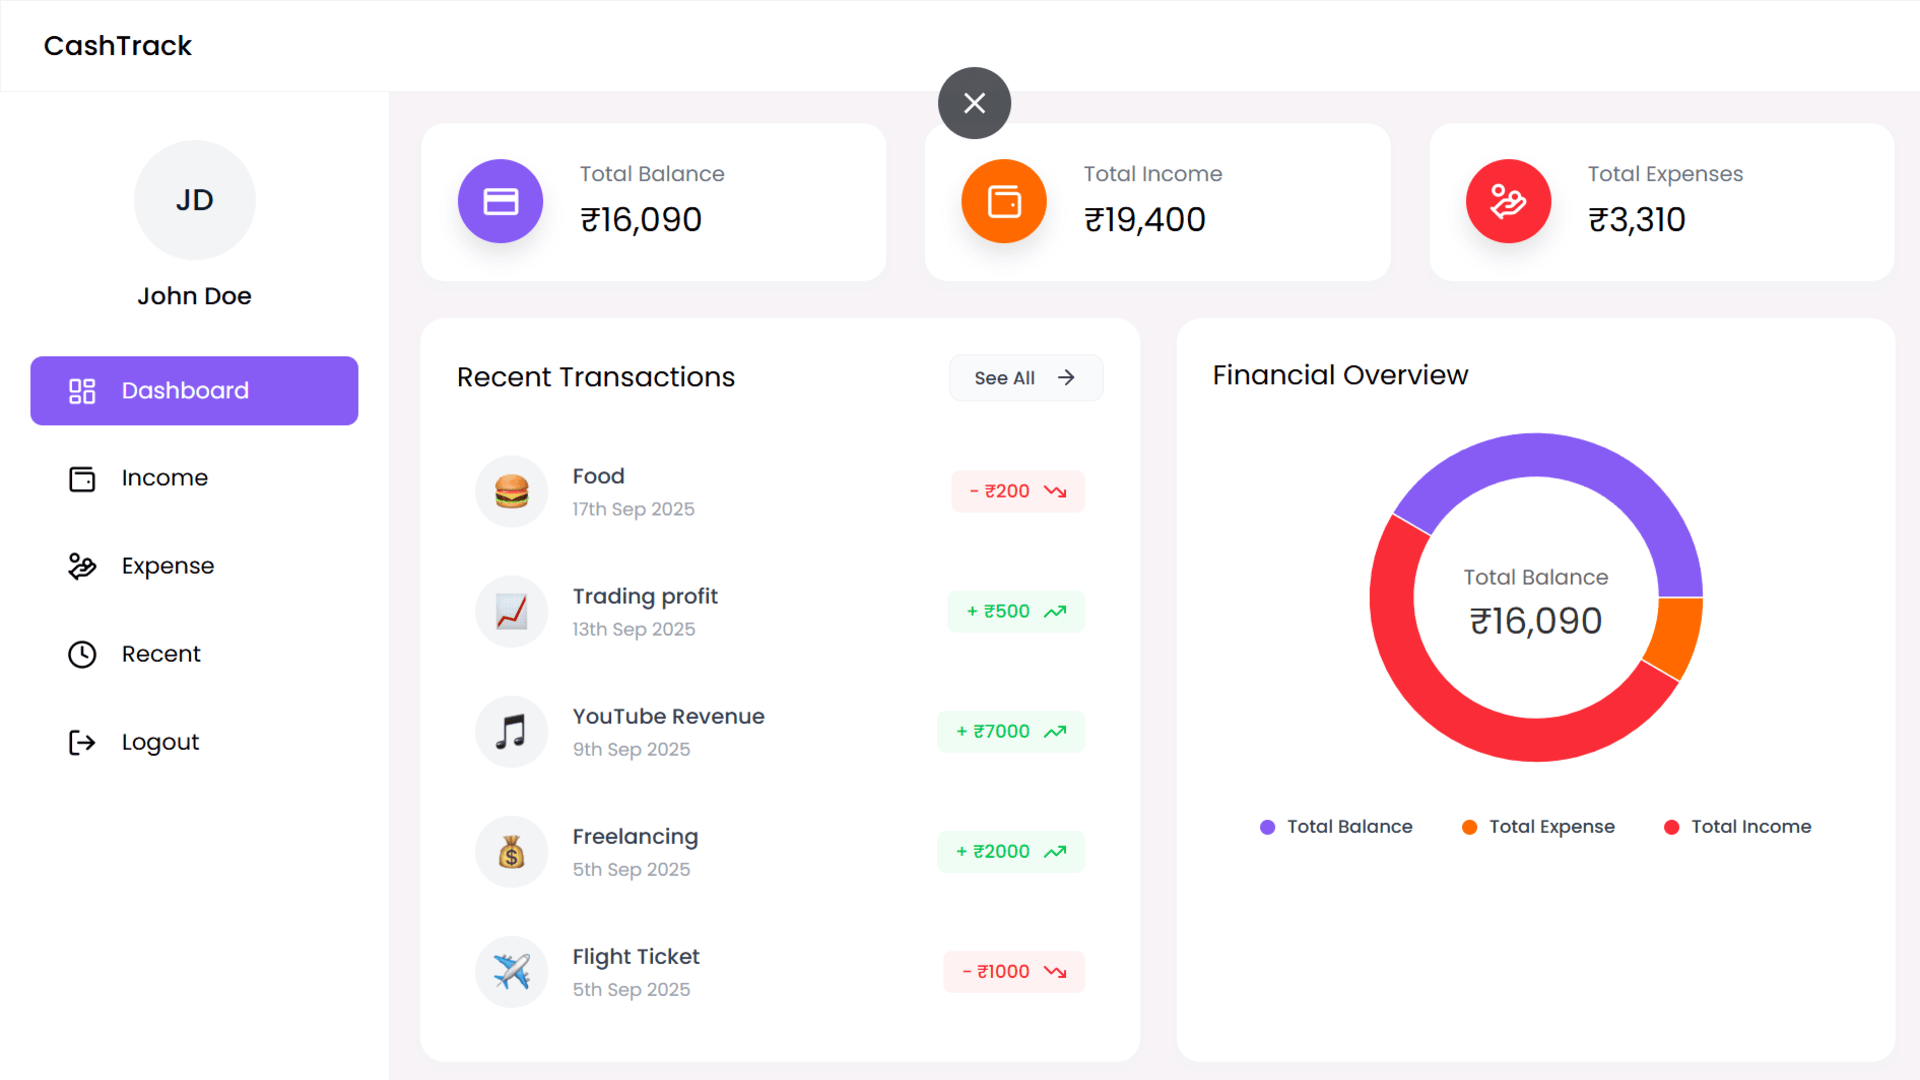 CashTrack
JD
John Doe
Dashboard
Income
Expense
Recent
Logout
Total Balance
₹16,090
Total Income
₹19,400
Total Expenses
₹3,310
Recent Transactions
See All
Food
17th Sep 2025
- ₹200
Trading profit
13th Sep 2025
+ ₹500
YouTube Revenue
9th Sep 2025
+ ₹7000
Freelancing
5th Sep 2025
+ ₹2000
Flight Ticket
5th Sep 2025
- ₹1000
Financial Overview
Total Balance
₹16,090
Total Balance
Total Expense
Total Income